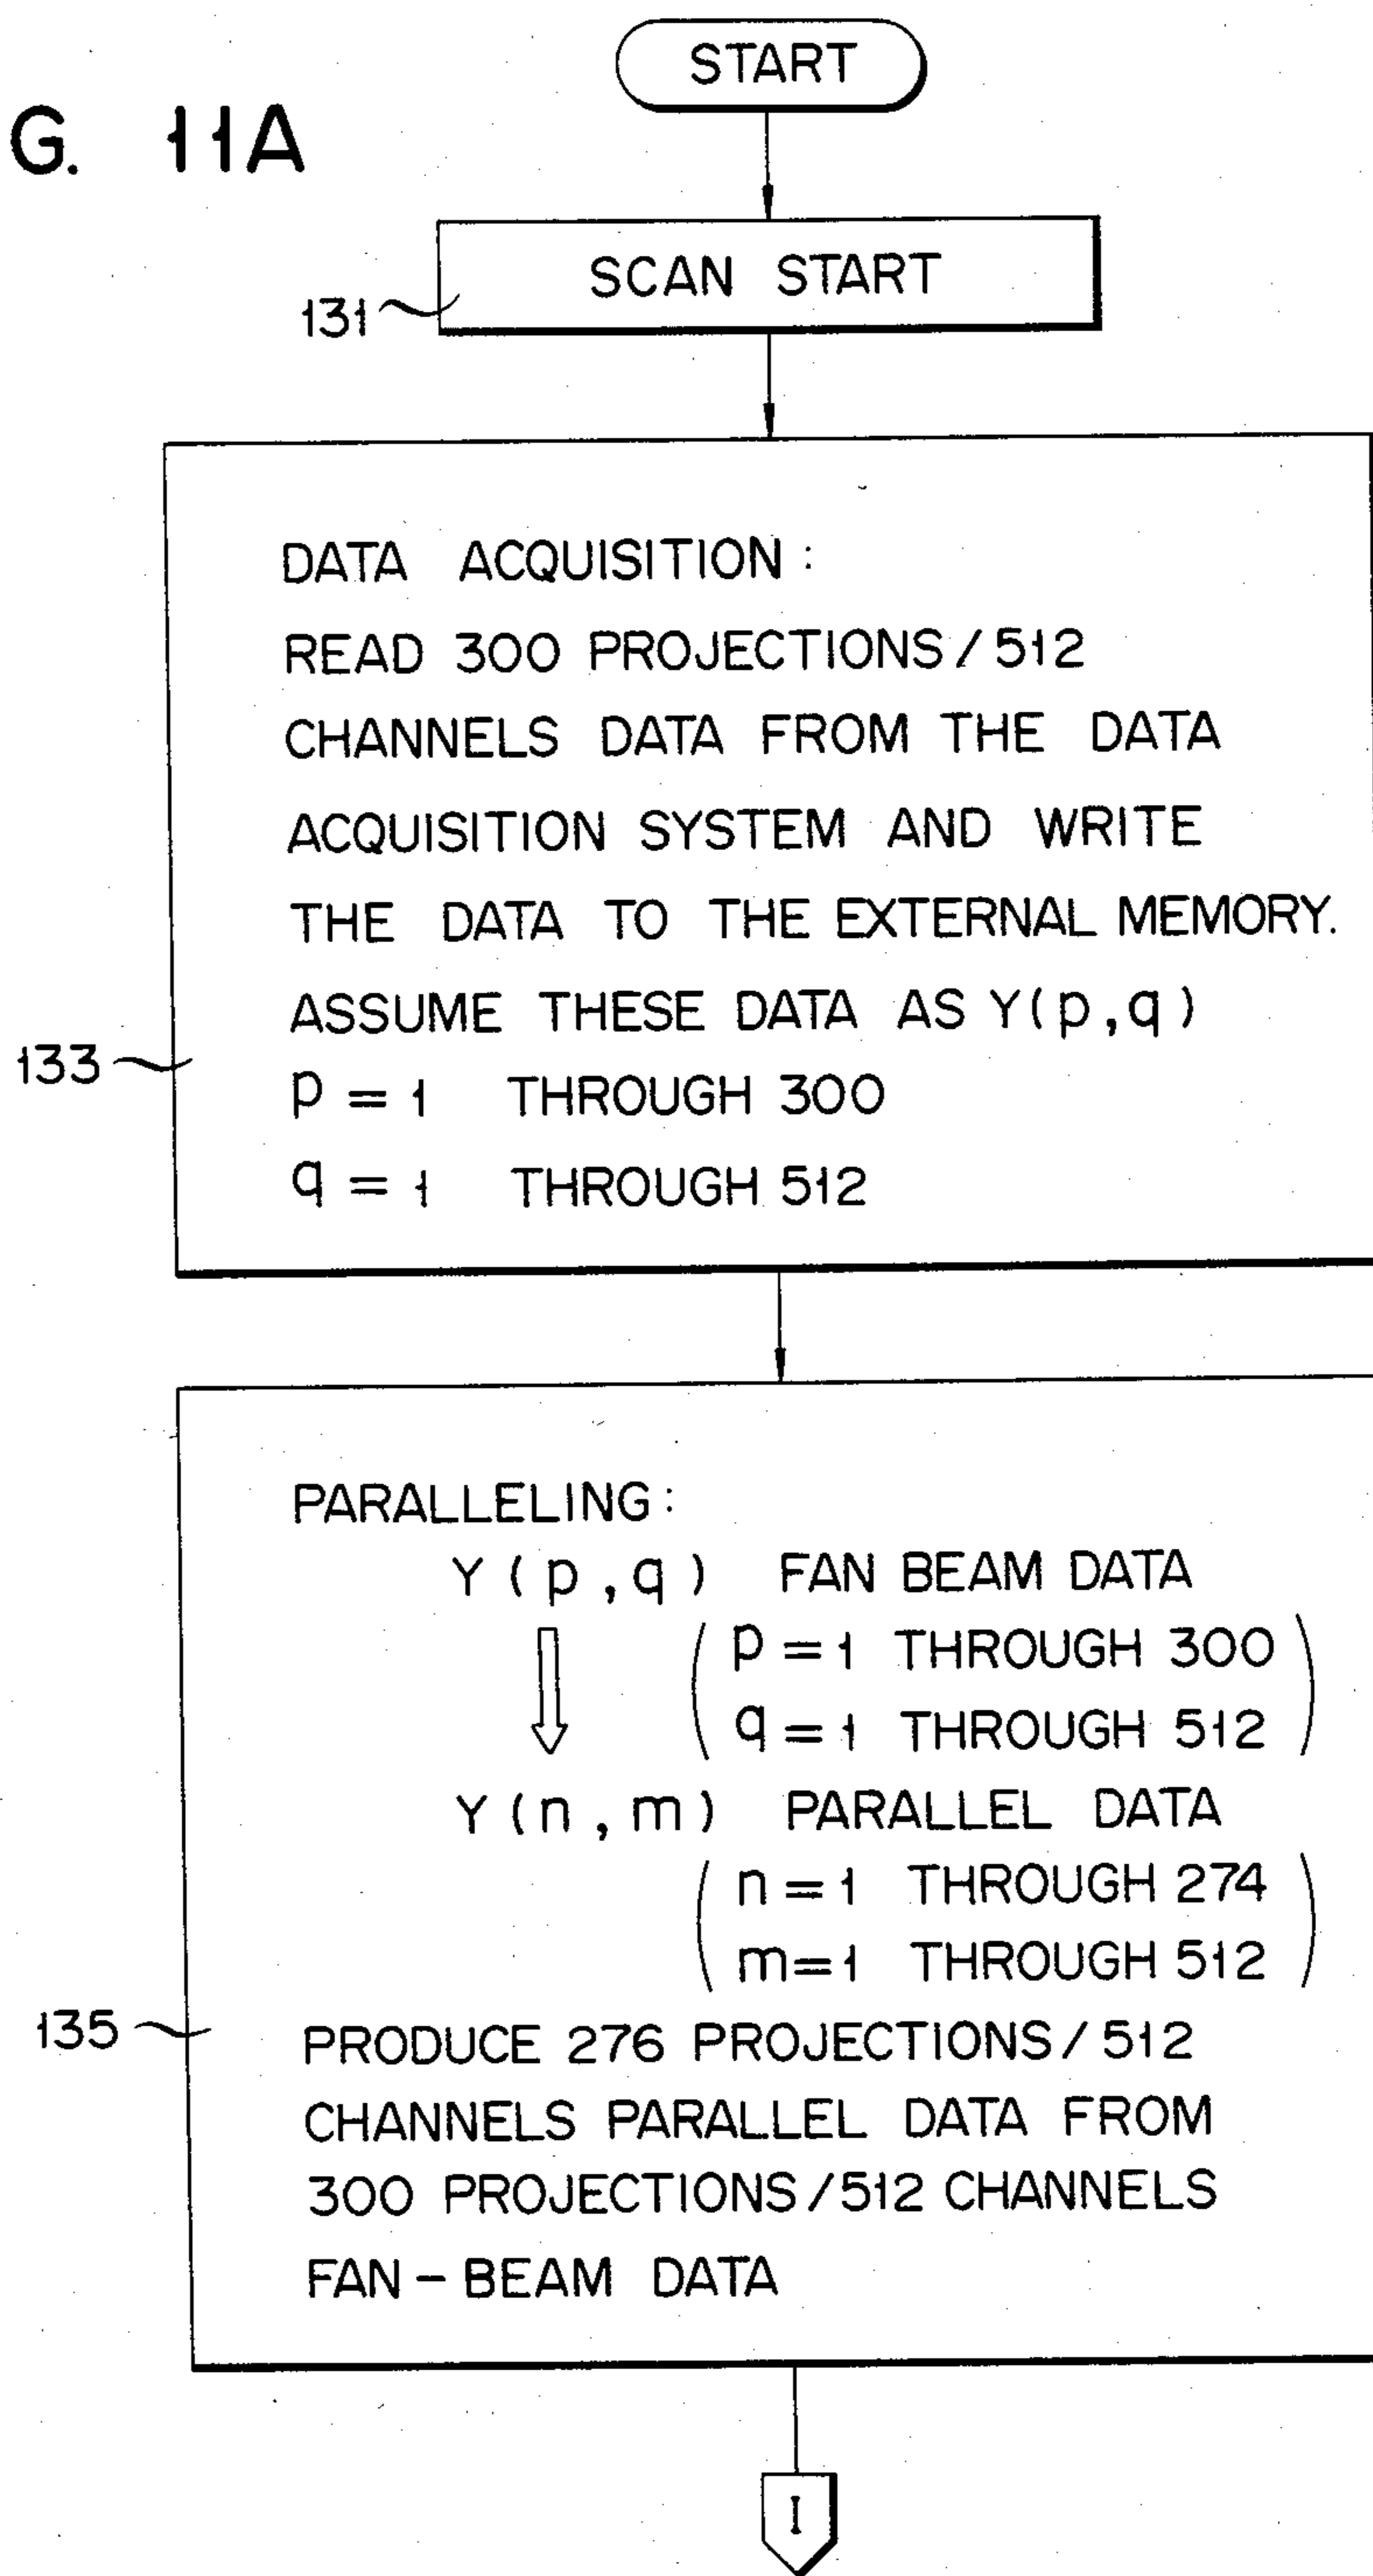 START
G. 11A
SCAN START
131
DATA ACQUISITION:
READ 300 PROJECTIONS/512
CHANNELS DATA FROM THE DATA
ACQUISITION SYSTEM AND WRITE
THE DATA TO THE EXTERNAL MEMORY.
ASSUME THESE DATA AS Y(p,q)
133
p = 1 THROUGH 300
q = 1 THROUGH 512
PARALLELING:
Y(p,q) FAN BEAM DATA
(p = 1 THROUGH 300
q = 1 THROUGH 512)
Y(n,m) PARALLEL DATA
(n = 1 THROUGH 274
m = 1 THROUGH 512)
135
PRODUCE 276 PROJECTIONS/512
CHANNELS PARALLEL DATA FROM
300 PROJECTIONS/512 CHANNELS
FAN-BEAM DATA
I